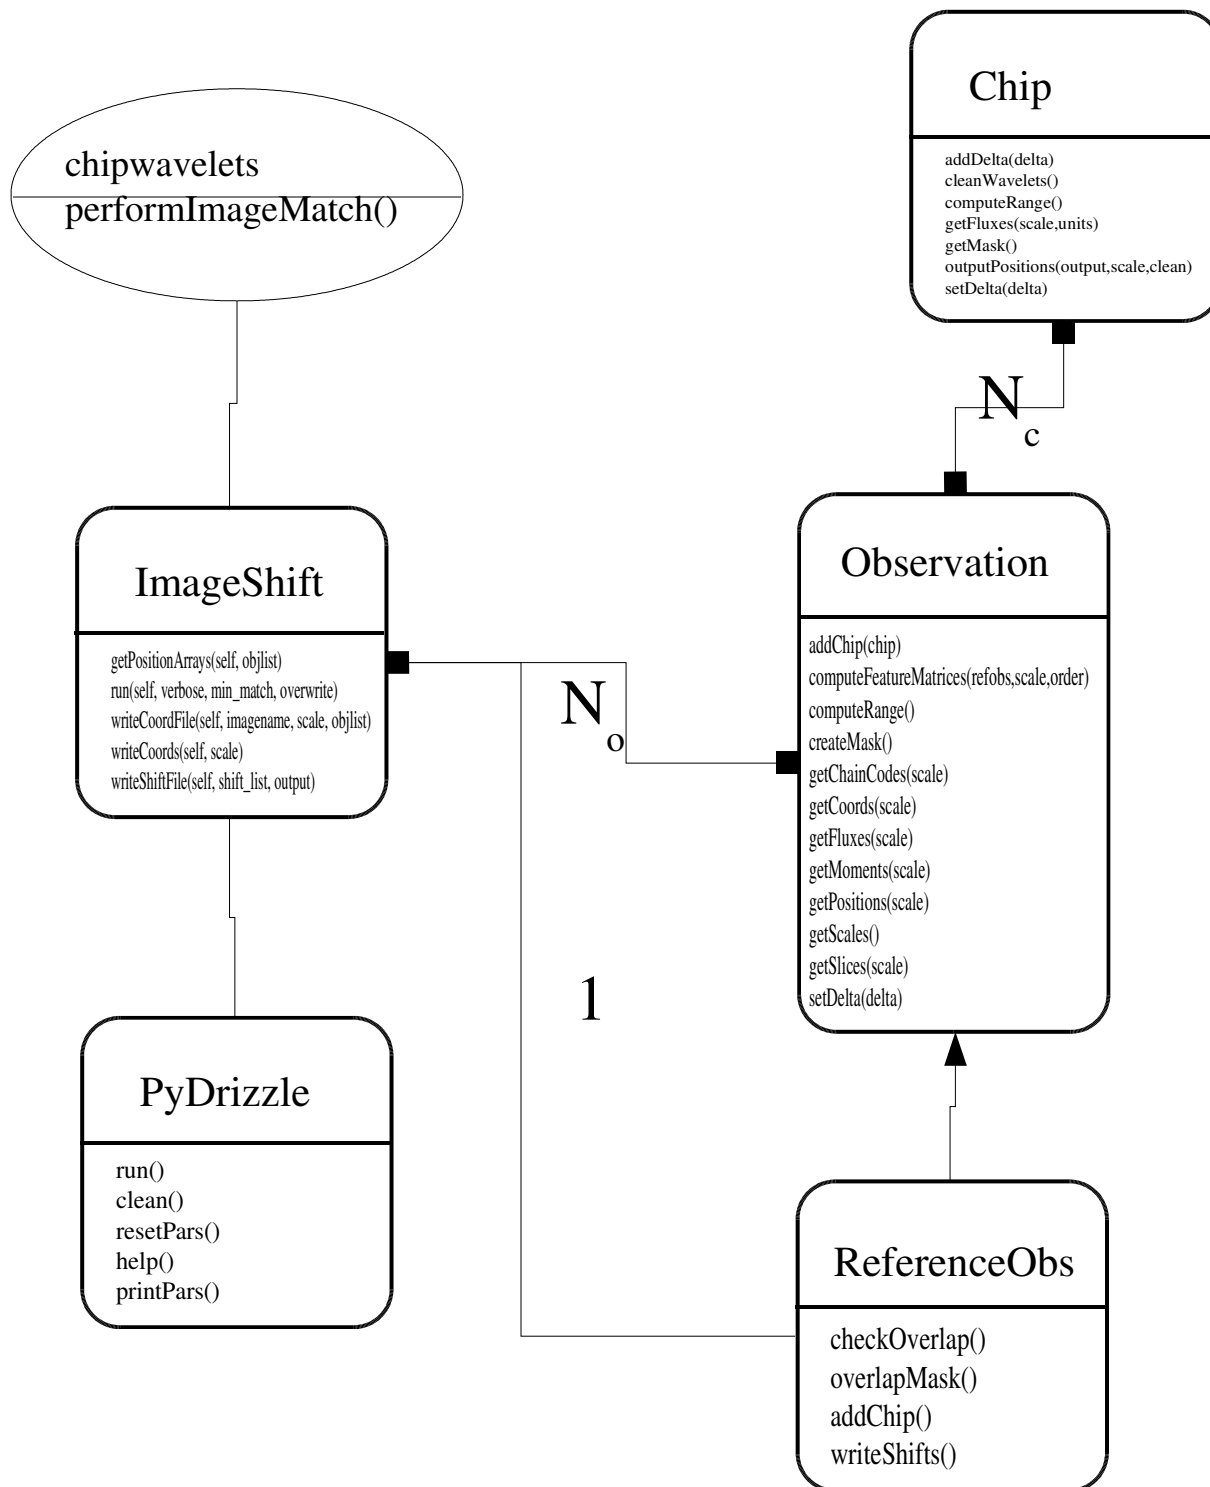 chipwavelets
performImageMatch()
Chip
addDelta(delta)
cleanWavelets()
computeRange()
getFluxes(scale,units)
getMask()
outputPositions(output,scale,clean)
setDelta(delta)
Nc
ImageShift
getPositionArrays(self, objlist)
run(self, verbose, min_match, overwrite)
writeCoordFile(self, imagename, scale, objlist)
writeCoords(self, scale)
writeShiftFile(self, shift_list, output)
No
Observation
addChip(chip)
computeFeatureMatrices(refobs,scale,order)
computeRange()
createMask()
getChainCodes(scale)
getCoords(scale)
getFluxes(scale)
getMoments(scale)
getPositions(scale)
getScales()
getSlices(scale)
setDelta(delta)
1
PyDrizzle
run()
clean()
resetPars()
help()
printPars()
ReferenceObs
checkOverlap()
overlapMask()
addChip()
writeShifts()